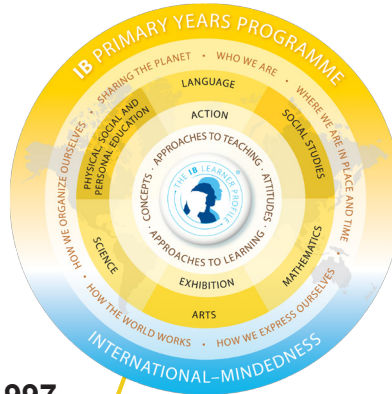 IB PRIMARY YEARS PROGRAMME
SHARING THE PLANET • WHO WE ARE • WHERE WE ARE IN PLACE AND TIME • HOW WE EXPRESS OURSELVES • HOW THE WORLD WORKS • HOW WE ORGANIZE OURSELVES •
LANGUAGE
SOCIAL STUDIES
MATHEMATICS
ARTS
SCIENCE
PHYSICAL, SOCIAL AND
PERSONAL EDUCATION
ACTION
EXHIBITION
APPROACHES TO TEACHING • ATTITUDES • APPROACHES TO LEARNING • CONCEPTS •
THE IB LEARNER PROFILE
®
INTERNATIONAL–MINDEDNESS
997